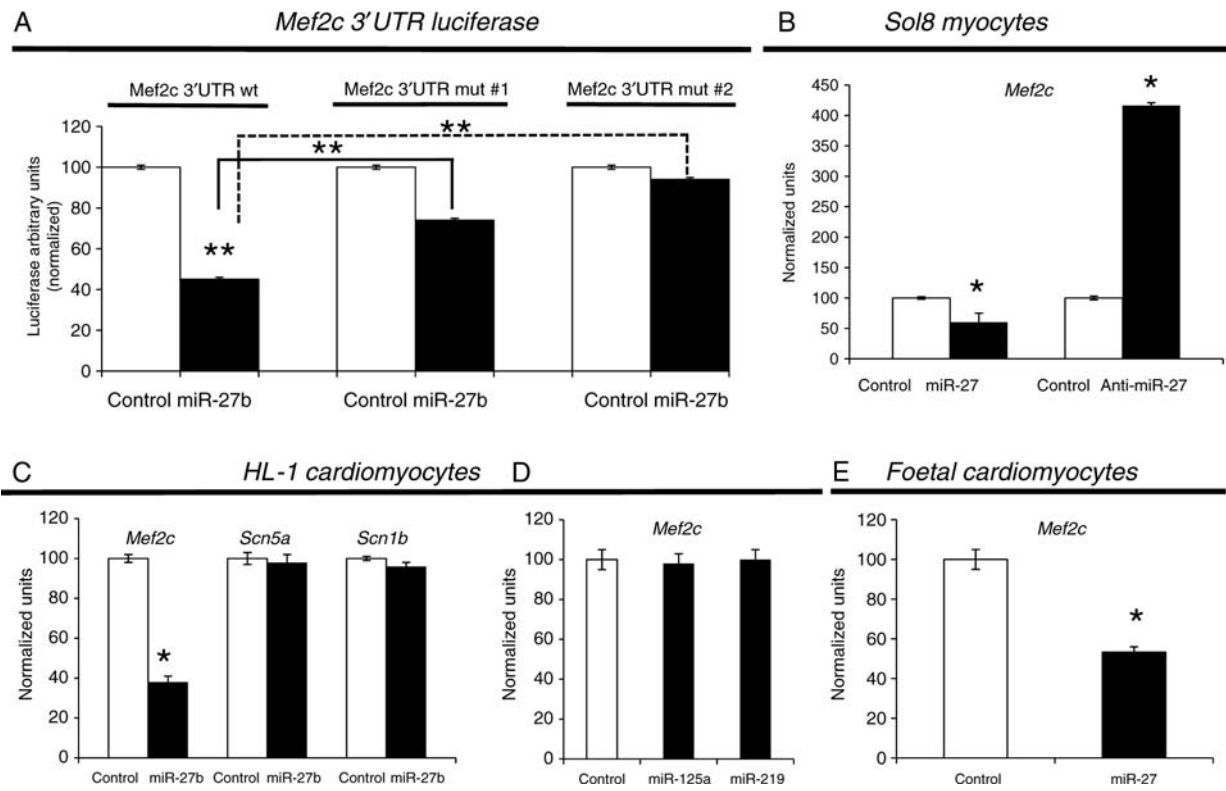 A
Mef2c 3′UTR luciferase
Mef2c 3′UTR wt
Mef2c 3′UTR mut #1
Mef2c 3′UTR mut #2
Luciferase arbitrary units
(normalized)
120
100
80
60
40
20
0
**
**
**
Control miR-27b
Control miR-27b
Control miR-27b
B
Sol8 myocytes
Mef2c
Normalized units
450
400
350
300
250
200
150
100
50
0
*
*
Control miR-27
Control Anti-miR-27
C
HL-1 cardiomyocytes
Mef2c
Scn5a
Scn1b
Normalized units
120
100
80
60
40
20
0
*
Control miR-27b
Control miR-27b
Control miR-27b
D
Mef2c
Normalized units
120
100
80
60
40
20
0
Control
miR-125a
miR-219
E
Foetal cardiomyocytes
Mef2c
Normalized units
120
100
80
60
40
20
0
*
Control
miR-27